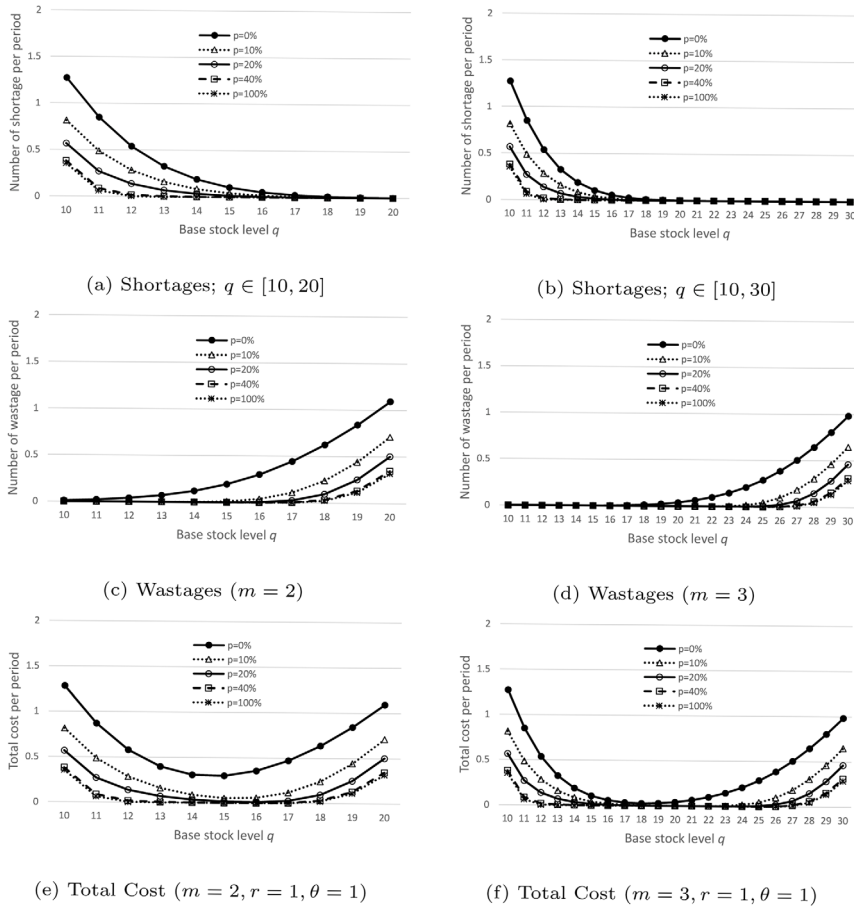 2
1.5
1
0.5
0
Number of shortage per period
p=0%
p=10%
p=20%
p=40%
p=100%
10 11 12 13 14 15 16 17 18 19 20
Base stock level q
(a) Shortages; q ∈ [10, 20]
2
1.5
1
0.5
0
Number of shortage per period
p=0%
p=10%
p=20%
p=40%
p=100%
10 11 12 13 14 15 16 17 18 19 20 21 22 23 24 25 26 27 28 29 30
Base stock level q
(b) Shortages; q ∈ [10, 30]
2
1.5
1
0.5
0
Number of wastage per period
p=0%
p=10%
p=20%
p=40%
p=100%
10 11 12 13 14 15 16 17 18 19 20
Base stock level q
(c) Wastages (m = 2)
2
1.5
1
0.5
0
Number of wastage per period
p=0%
p=10%
p=20%
p=40%
p=100%
10 11 12 13 14 15 16 17 18 19 20 21 22 23 24 25 26 27 28 29 30
Base stock level q
(d) Wastages (m = 3)
2
1.5
1
0.5
0
Total cost per period
p=0%
p=10%
p=20%
p=40%
p=100%
10 11 12 13 14 15 16 17 18 19 20
Base stock level q
(e) Total Cost (m = 2, r = 1, θ = 1)
2
1.5
1
0.5
0
Total cost per period
p=0%
p=10%
p=20%
p=40%
p=100%
10 11 12 13 14 15 16 17 18 19 20 21 22 23 24 25 26 27 28 29 30
Base stock level q
(f) Total Cost (m = 3, r = 1, θ = 1)